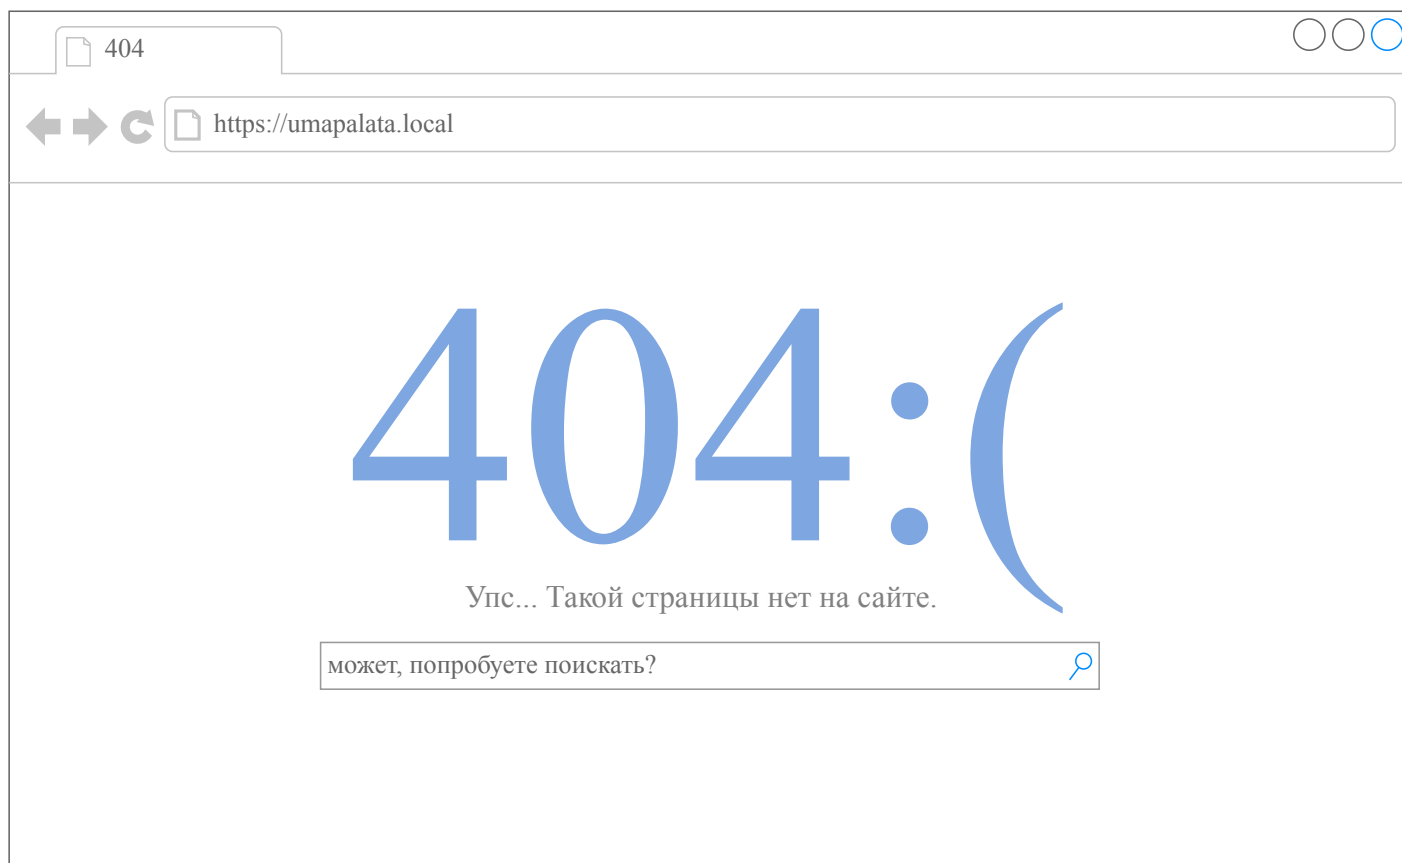 404
https://umapalata.local
404:(
Упс... Такой страницы нет на сайте.
может, попробуете поискать?